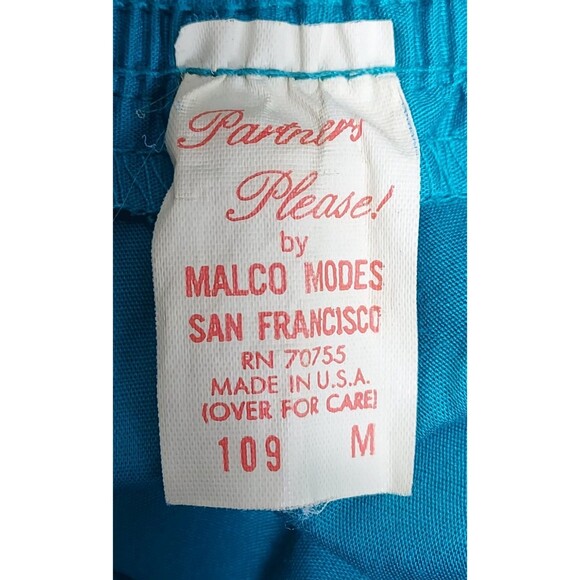 Partners
Please!
by
MALCO MODES
SAN FRANCISCO
RN 70755
MADE IN U.S.A.
(OVER FOR CARE)
109 M